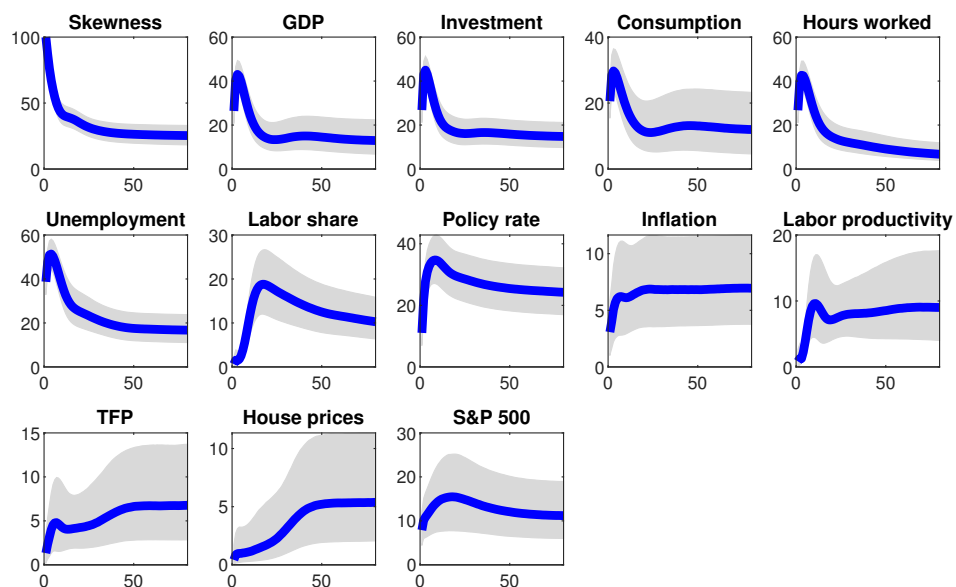 Skewness GDP Investment Consumption Hours worked
100 60 60 40 60
40 40 40
50 20
20 20 20
0 0 0 0 0
0 50 0 50 0 50 0 50 0 50
Unemployment Labor share Policy rate Inflation Labor productivity
60 30 40 10 20
40 20
20 5 10
20 10
0 0 0 0 0
0 50 0 50 0 50 0 50 0 50
TFP House prices S&P 500
15 10 30
10 20
5
5 10
0 0 0
0 50 0 50 0 50